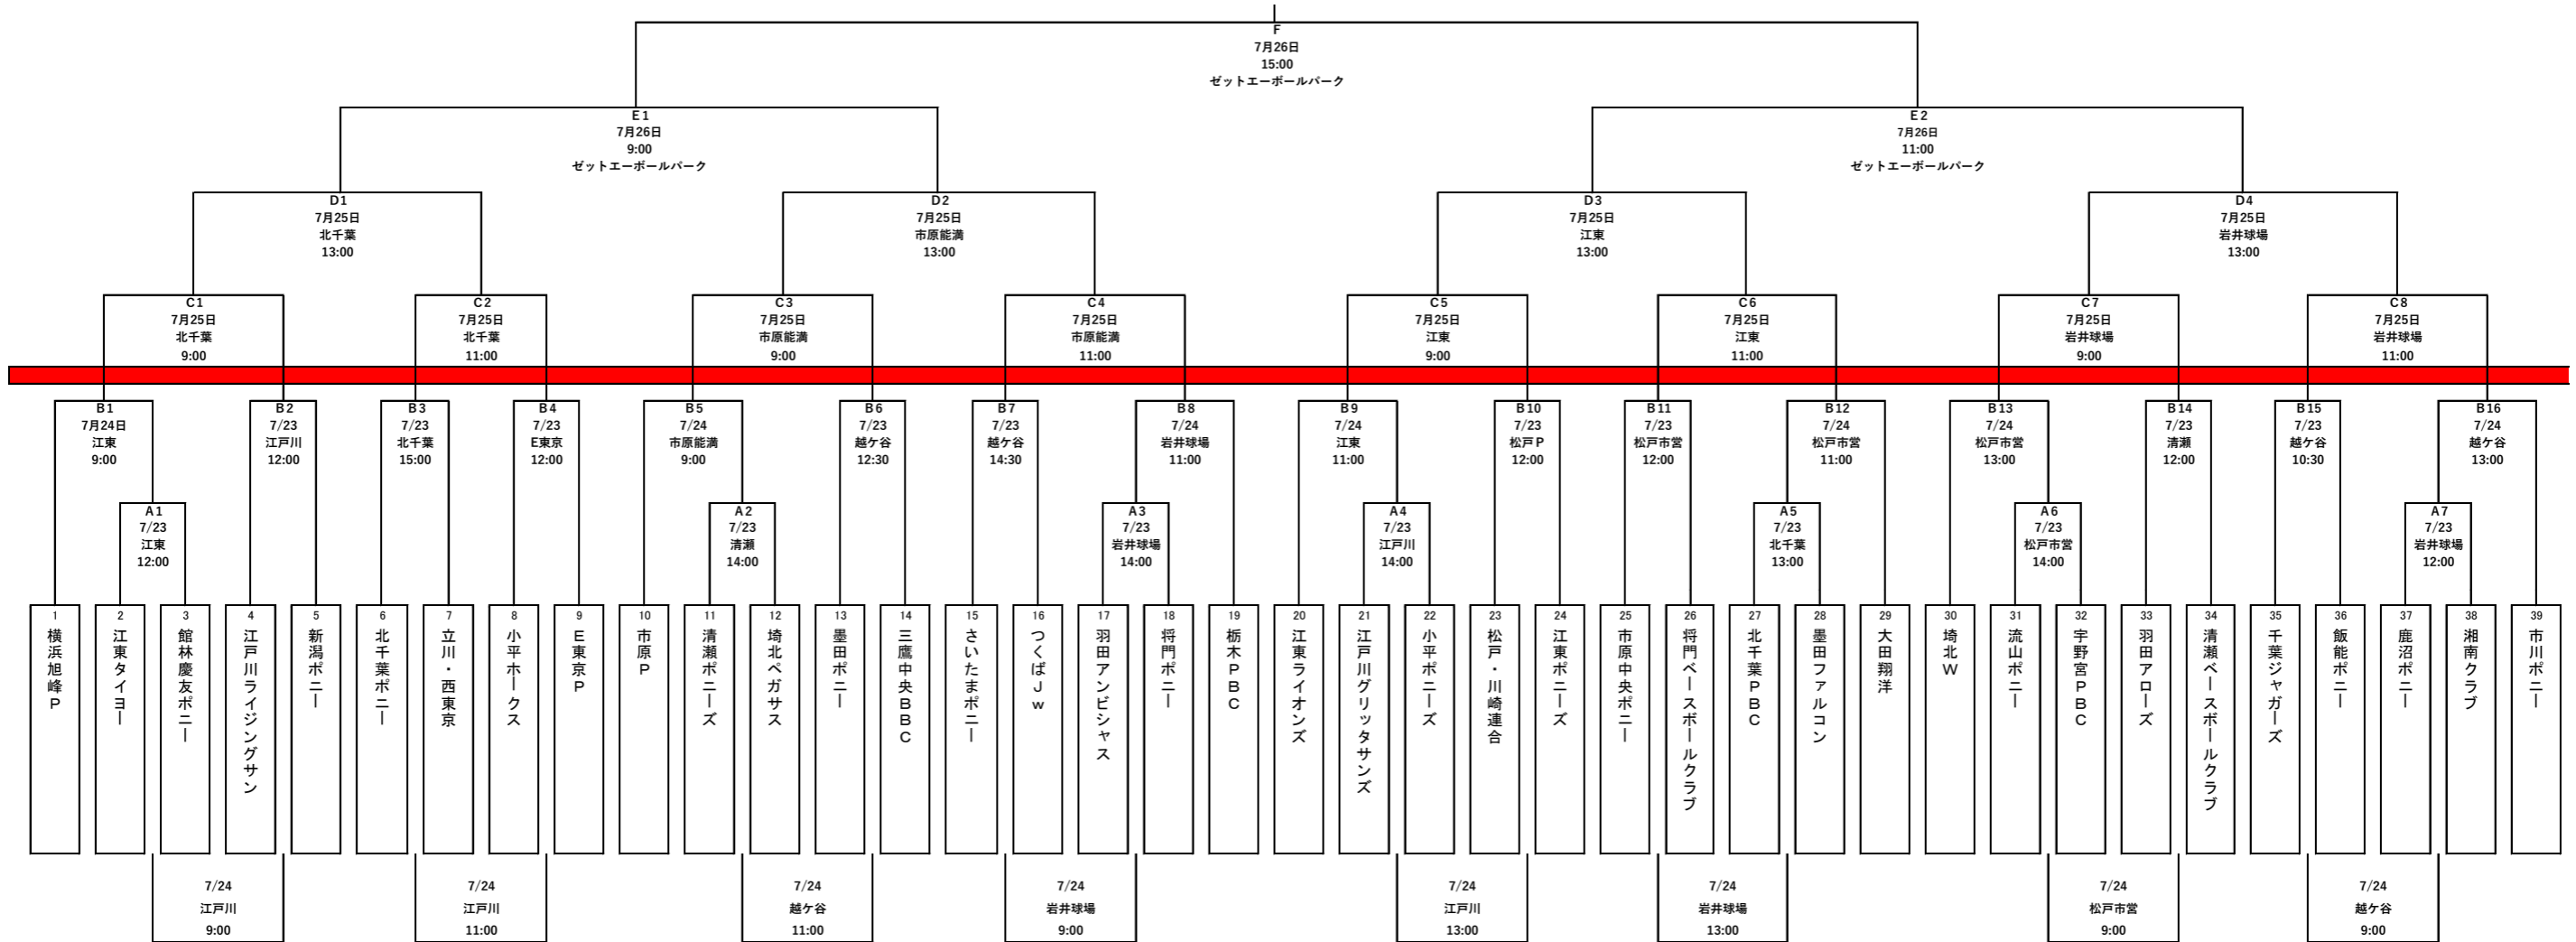 F
7月26日
15:00
ゼットエーボールパーク
E1
7月26日
9:00
ゼットエーボールパーク
E2
7月26日
11:00
ゼットエーボールパーク
D1
7月25日
北千葉
13:00
D2
7月25日
市原能満
13:00
D3
7月25日
江東
13:00
D4
7月25日
岩井球場
13:00
C1
7月25日
北千葉
9:00
C2
7月25日
北千葉
11:00
C3
7月25日
市原能満
9:00
C4
7月25日
市原能満
11:00
C5
7月25日
江東
9:00
C6
7月25日
江東
11:00
C7
7月25日
岩井球場
9:00
C8
7月25日
岩井球場
11:00
B1
7月24日
江東
9:00
B2
7/23
江戸川
12:00
B3
7/23
北千葉
15:00
B4
7/23
E東京
12:00
B5
7/24
市原能満
9:00
B6
7/23
越ケ谷
12:30
B7
7/23
越ケ谷
14:30
B8
7/24
岩井球場
11:00
B9
7/24
江東
11:00
B10
7/23
松戸P
12:00
B11
7/23
松戸市営
12:00
B12
7/24
松戸市営
11:00
B13
7/24
松戸市営
13:00
B14
7/23
清瀬
12:00
B15
7/23
越ケ谷
10:30
B16
7/24
越ケ谷
13:00
A1
7/23
江東
12:00
A2
7/23
清瀬
14:00
A3
7/23
岩井球場
14:00
A4
7/23
江戸川
14:00
A5
7/23
北千葉
13:00
A6
7/23
松戸市営
14:00
A7
7/23
岩井球場
12:00
1
横浜旭峰P
2
江東タイヨー
3
館林慶友ポニー
4
江戸川ライジングサン
5
新潟ポニー
6
北千葉ポニー
7
立川・西東京
8
小平ホークス
9
E東京P
10
市原P
11
清瀬ポニーズ
12
埼北ペガサス
13
墨田ポニー
14
三鷹中央BBC
15
さいたまポニー
16
つくばJw
17
羽田アンビシャス
18
将門ポニー
19
栃木PBC
20
江東ライオンズ
21
江戸川グリッタサンズ
22
小平ポニーズ
23
松戸・川崎連合
24
江東ポニーズ
25
市原中央ポニー
26
将門ベースボールクラブ
27
北千葉PBC
28
墨田ファルコン
29
大田翔洋
30
埼北W
31
流山ポニー
32
宇野宮PBC
33
羽田アローズ
34
清瀬ベースボールクラブ
35
千葉ジャガーズ
36
飯能ポニー
37
鹿沼ポニー
38
湘南クラブ
39
市川ポニー
7/24
江戸川
9:00
7/24
江戸川
11:00
7/24
越ケ谷
11:00
7/24
岩井球場
9:00
7/24
江戸川
13:00
7/24
岩井球場
13:00
7/24
松戸市営
9:00
7/24
越ケ谷
9:00